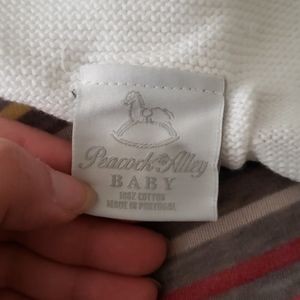 Peacock Alley
BABY
100% COTTON
MADE IN PORTUGAL